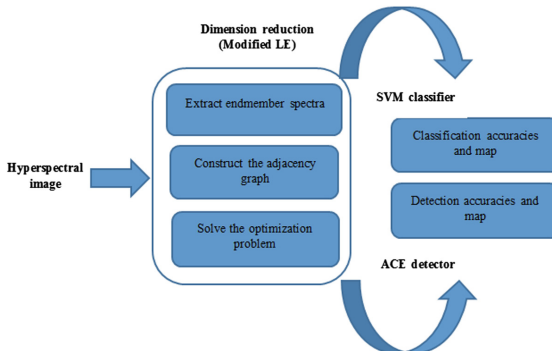 Dimension reduction
(Modified LE)
Extract endmember spectra
Construct the adjacency
graph
Solve the optimization
problem
Hyperspectral
image
SVM classifier
Classification accuracies
and map
Detection accuracies and
map
ACE detector